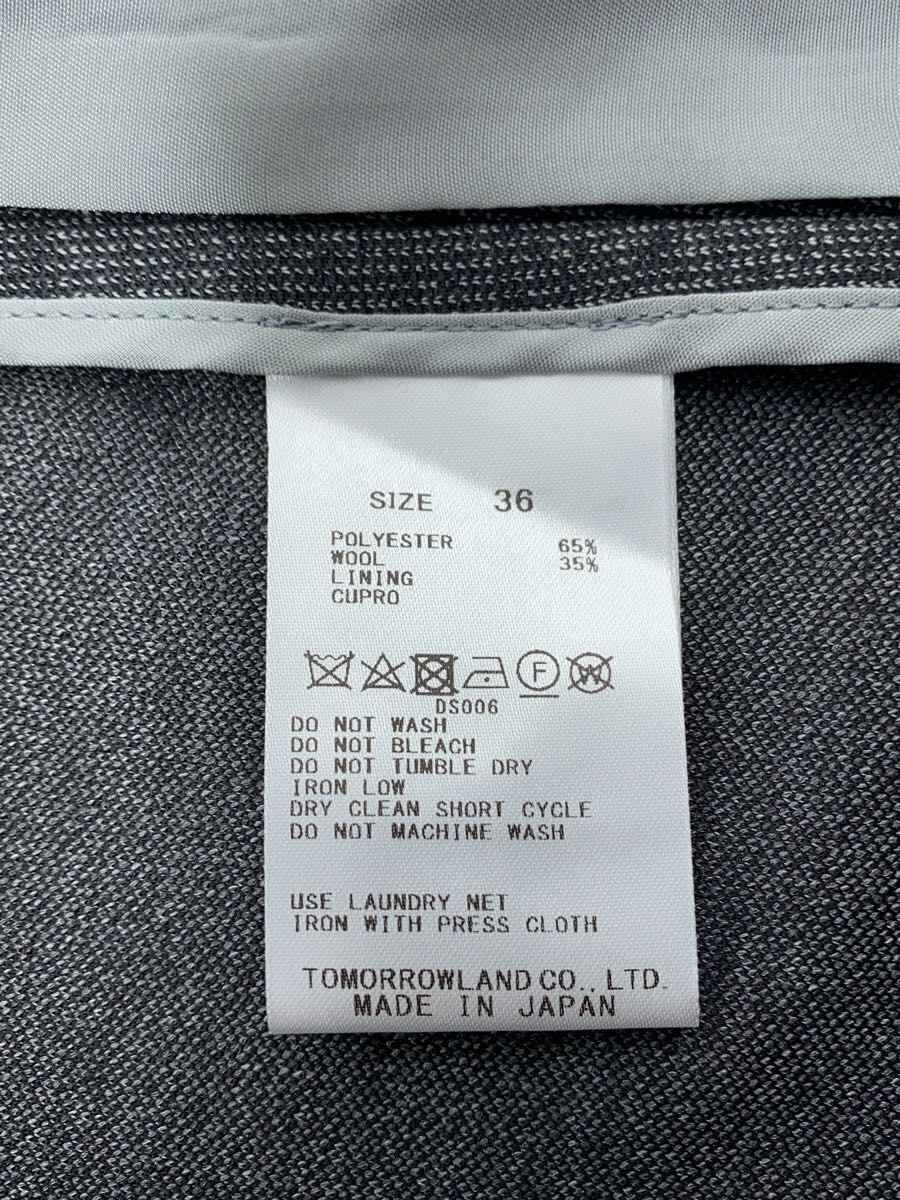 SIZE 36
POLYESTER 65%
WOOL 35%
LINING
CUPRO
F W
DS006
DO NOT WASH
DO NOT BLEACH
DO NOT TUMBLE DRY
IRON LOW
DRY CLEAN SHORT CYCLE
DO NOT MACHINE WASH
USE LAUNDRY NET
IRON WITH PRESS CLOTH
TOMORROWLAND CO., LTD.
MADE IN JAPAN